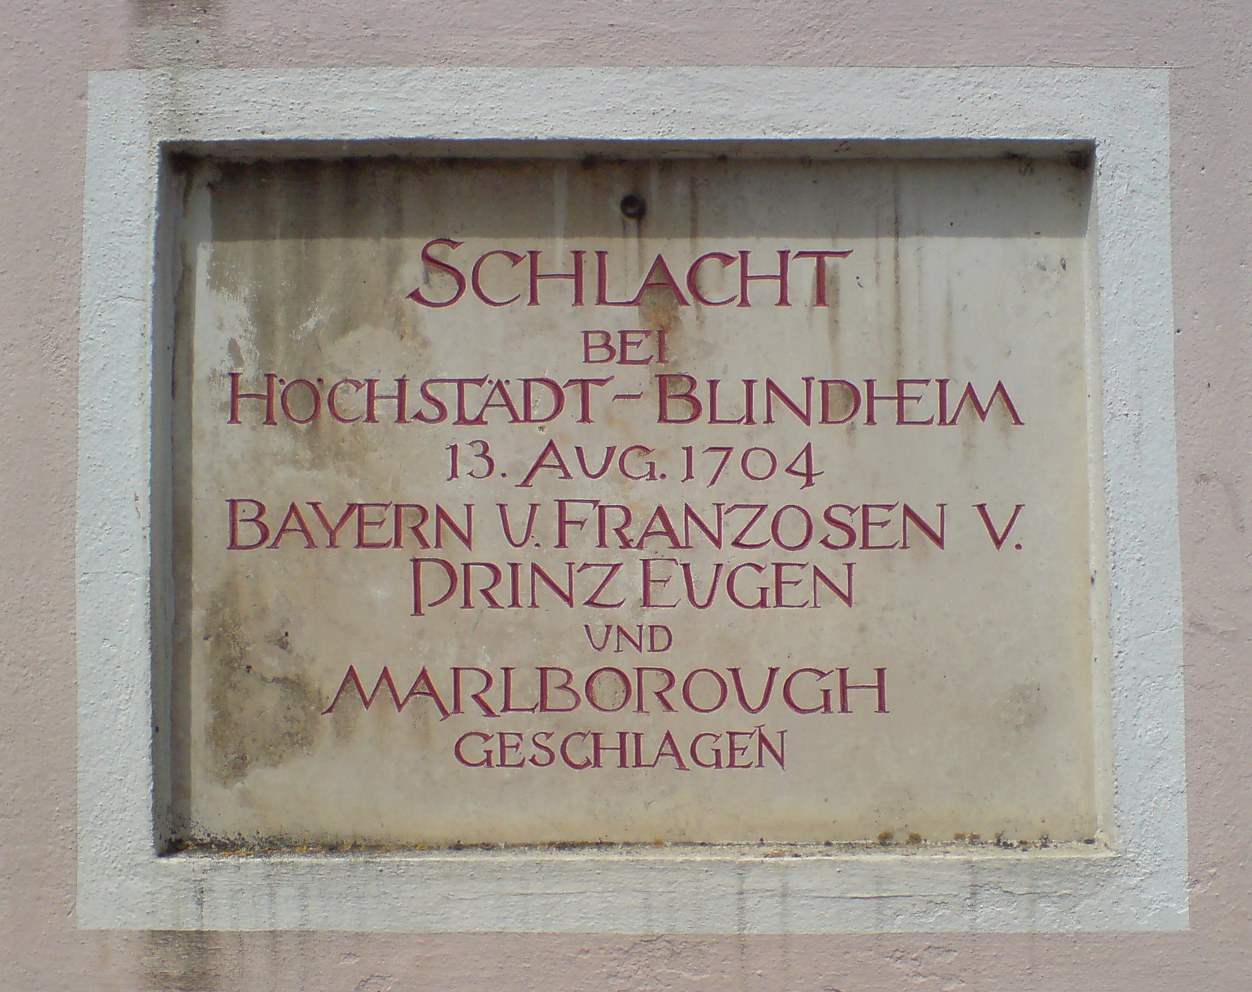 SCHLACHT
BEI
HÖCHSTÄDT-BLINDHEIM
13. AUG. 1704
BAYERN U. FRANZOSEN V.
PRINZ EUGEN
UND
MARLBOROUGH
GESCHLAGEN